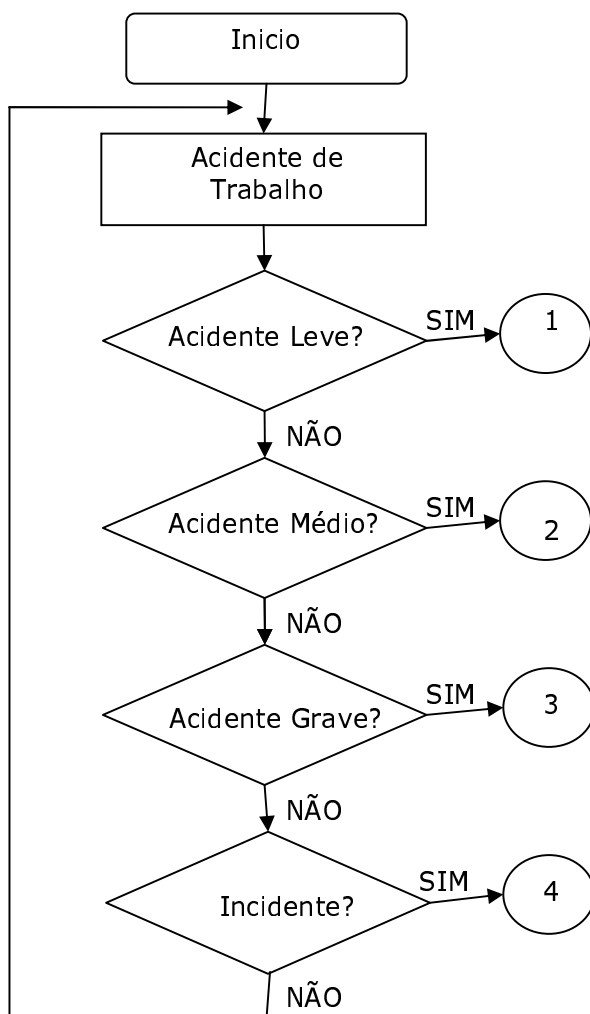 Inicio
Acidente de
Trabalho
Acidente Leve?
SIM
1
NÃO
Acidente Médio?
SIM
2
NÃO
Acidente Grave?
SIM
3
NÃO
Incidente?
SIM
4
NÃO